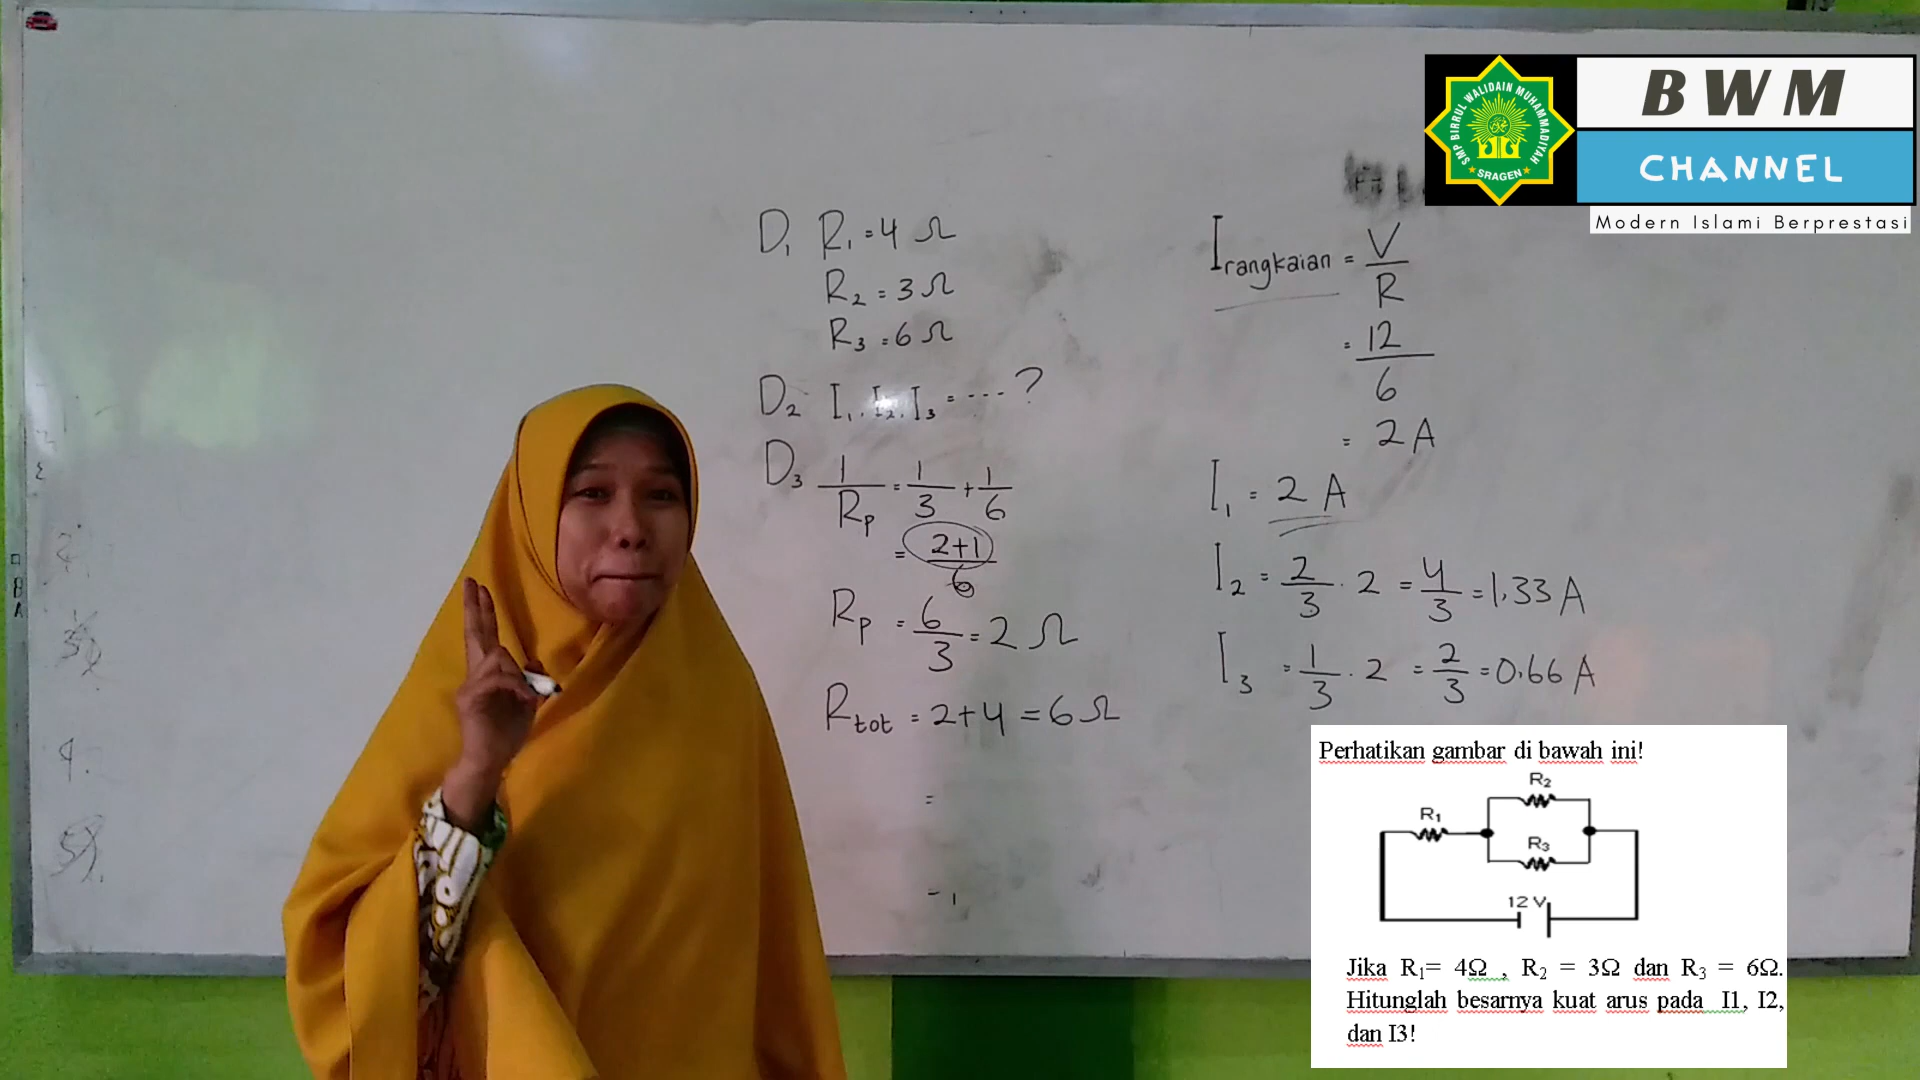 D1 R1 = 4 Ω
R2 = 3 Ω
R3 = 6 Ω
D2 I1, I2, I3 = .... ?
D3 1/Rp = 1/3 + 1/6
= 2+1/6
Rp = 6/3 = 2 Ω
Rtot = 2+4 = 6 Ω
=
I rangkaian = V/R
= 12/6
= 2 A
I1 = 2 A
I2 = 2/3 . 2 = 4/3 = 1.33 A
I3 = 1/3 . 2 = 2/3 = 0.66 A
SMP BIRRUL WALIDAIN MUHAMMADIYAH
SRAGEN
BWM
CHANNEL
Modern Islami Berprestasi
Perhatikan gambar di bawah ini!
R2
R1
R3
12 V
Jika R1= 4Ω , R2 = 3Ω dan R3 = 6Ω.
Hitunglah besarnya kuat arus pada I1, I2,
dan I3!